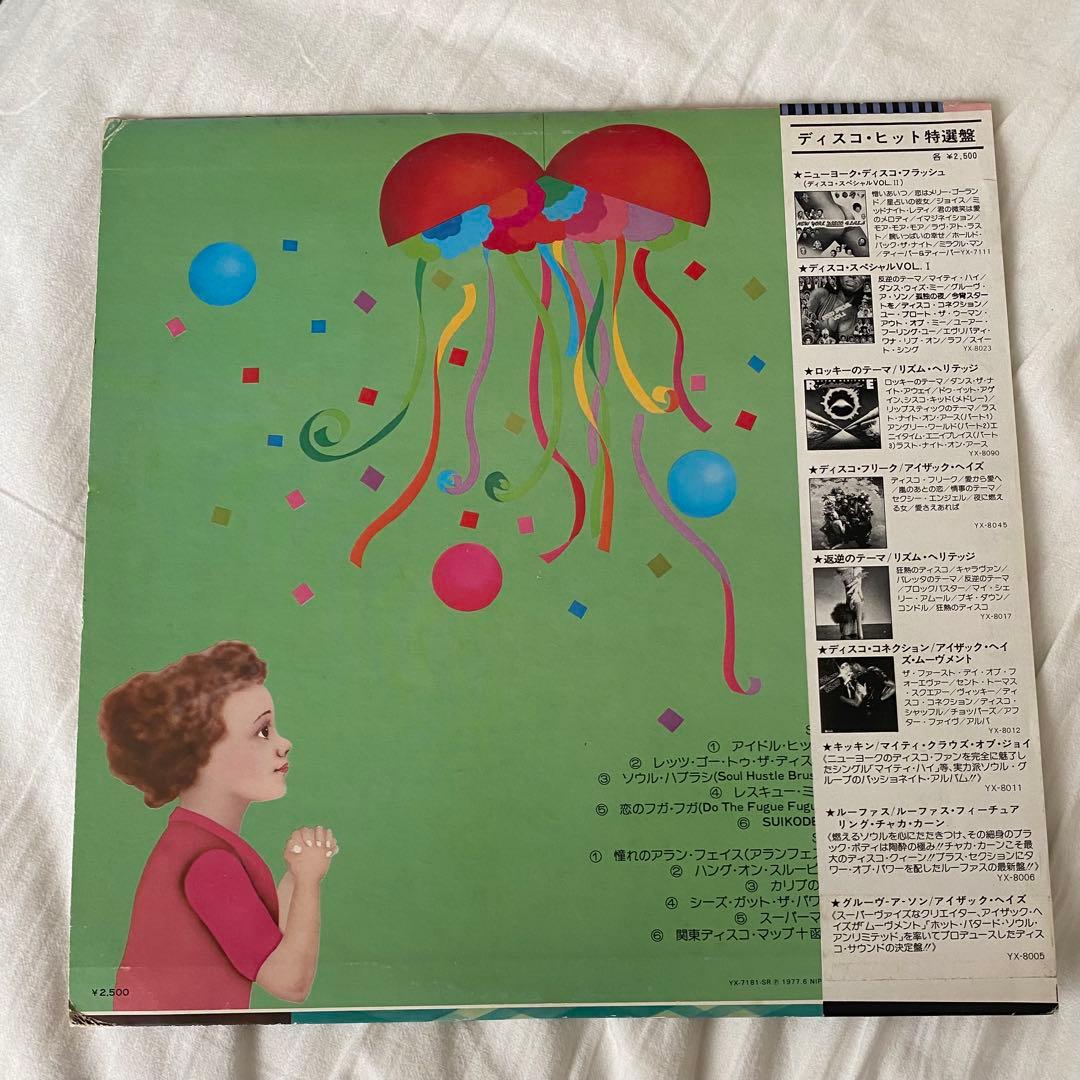 ディスコ・ヒット特選盤
各 ¥2,500
★ニューヨーク・ディスコ・フラッシュ
(ディスコ・スペシャルVOL.II)
憎いあいつ/恋はメリー・ゴーラン
ド/星占いの彼女/ジョイス/ミ
ッドナイト・レディ/君の微笑は愛
のメロディ/イマジネイション/
モア・モア・モア/ラヴ・アト・ラス
ト/腕いっぱいの幸せ/ホールド・
バック・ザ・ナイト/ミラクル・マン
/ディーパー&ディーパーYX-7111
★ディスコ・スペシャルVOL.I
反逆のテーマ/マイティ・ハイ/
ダンス・ウィズ・ミー/グルーヴ・
ア・ソン/孤独の夜/今宵スター
トを/ディスコ・コネクション/
ユー・ブロート・ザ・ウーマン・
アウト・オブ・ミー/ユーアー・
フーリング・ユー/エヴリバディ・
ワナ・リブ・オン/ラフ/スイー
ト・シング YX-8023
★ロッキーのテーマ/リズム・ヘリテッジ
ロッキーのテーマ/ダンス・ザ・ナ
イト・アウェイ/ドゥ・イット・アゲ
イン、シスコ・キッド(メドレー)/
リップスティックのテーマ/ラス
ト・ナイト・オン・アース(パート1)
アングリー・ワールド(パート2)エ
ニイタイム・エニイプレイス(パート
3)ラスト・ナイト・オン・アース
YX-8090
★ディスコ・フリーク/アイザック・ヘイズ
ディスコ・フリーク/愛から愛へ
/嵐のあとの恋/情事のテーマ/
セクシー・エンジェル/夜に燃え
る女/愛さえあれば
YX-8045
★返逆のテーマ/リズム・ヘリテッジ
狂熱のディスコ/キャラヴァン/
バレッタのテーマ/反逆のテーマ
/ブロックバスター/マイ・シェ
リー・アムール/ブギ・ダウン/
コンドル/狂熱のディスコ
YX-8017
★ディスコ・コネクション/アイザック・ヘイ
ズ・ムーヴメント
ザ・ファースト・デイ・オブ・フ
ォーエヴァー/セント・トーマス
・スクエアー/ヴィッキー/ディ
スコ・コネクション/ディスコ・
シャッフル/チョッパーズ/アフ
ター・ファイヴ/アルバ
YX-8012
★キッキン/マイティ・クラウズ・オブ・ジョイ
《ニューヨークのディスコ・ファンを完全に魅了し
たシングル「マイティ・ハイ」等、実力派ソウル・グ
ループのパッショネイト・アルバム!!》
YX-8011
★ルーファス/ルーファス・フィーチュア
リング・チャカ・カーン
《燃えるソウルを心にたたきつけ、その細身のブラ
ック・ボディは陶酔の極み!!チャカ・カーンこそ最
大のディスコ・クィーン!!ブラス・セクションにタ
ワー・オブ・パワーを配したルーファスの最新盤!!》
YX-8006
★グルーヴ-ア-ソン/アイザック・ヘイズ
《スーパーヴァイズなクリエイター、アイザック・ヘ
イズが「ムーヴメント」「ホット・バタード・ソウル・
アンリミテッド」を率いてプロデュースしたディス
コ・サウンドの決定盤!!》
YX-8005
S
① アイドル・ヒッ
② レッツ・ゴー・トゥ・ザ・ディス
③ ソウル・ハブラシ(Soul Hustle Brus
④ レスキュー・ミ
⑤ 恋のフガ・フガ(Do The Fugue Fugu
⑥ SUIKODE
S
① 憧れのアラン・フェイス(アランフェス
② ハング・オン・スルーピ
③ カリブの
④ シーズ・ガット・ザ・パワ
⑤ スーパーマ
⑥ 関東ディスコ・マップ+函
YX-7181-SR Ⓟ 1977.6 NIP
¥2,500